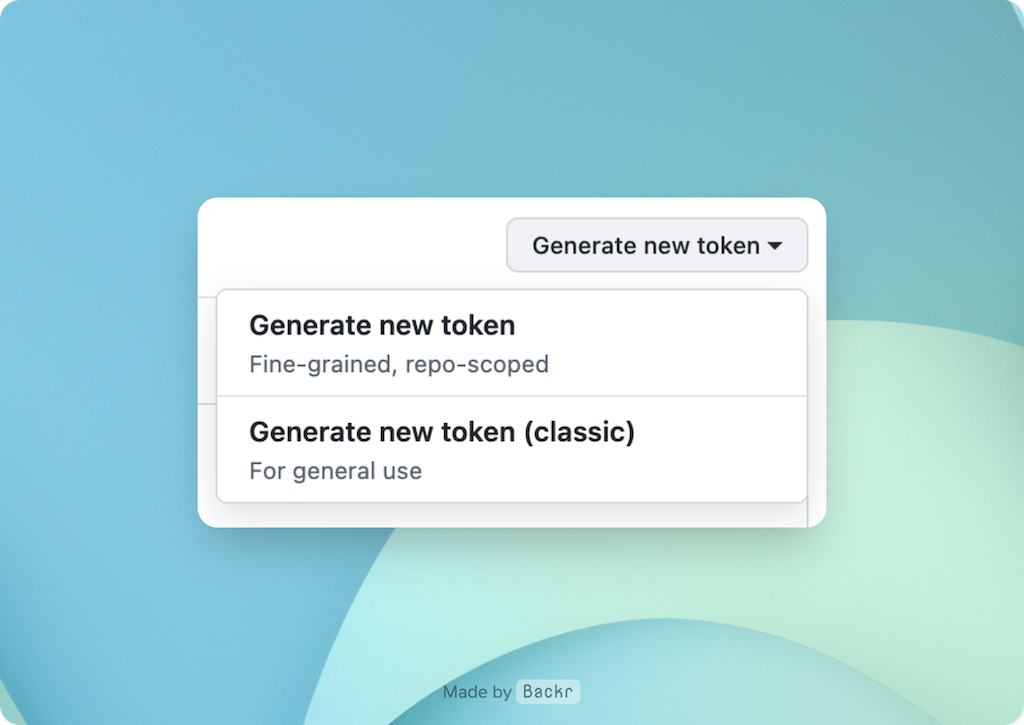 Generate new token
Generate new token
Fine-grained, repo-scoped
Generate new token (classic)
For general use
Made by Backr